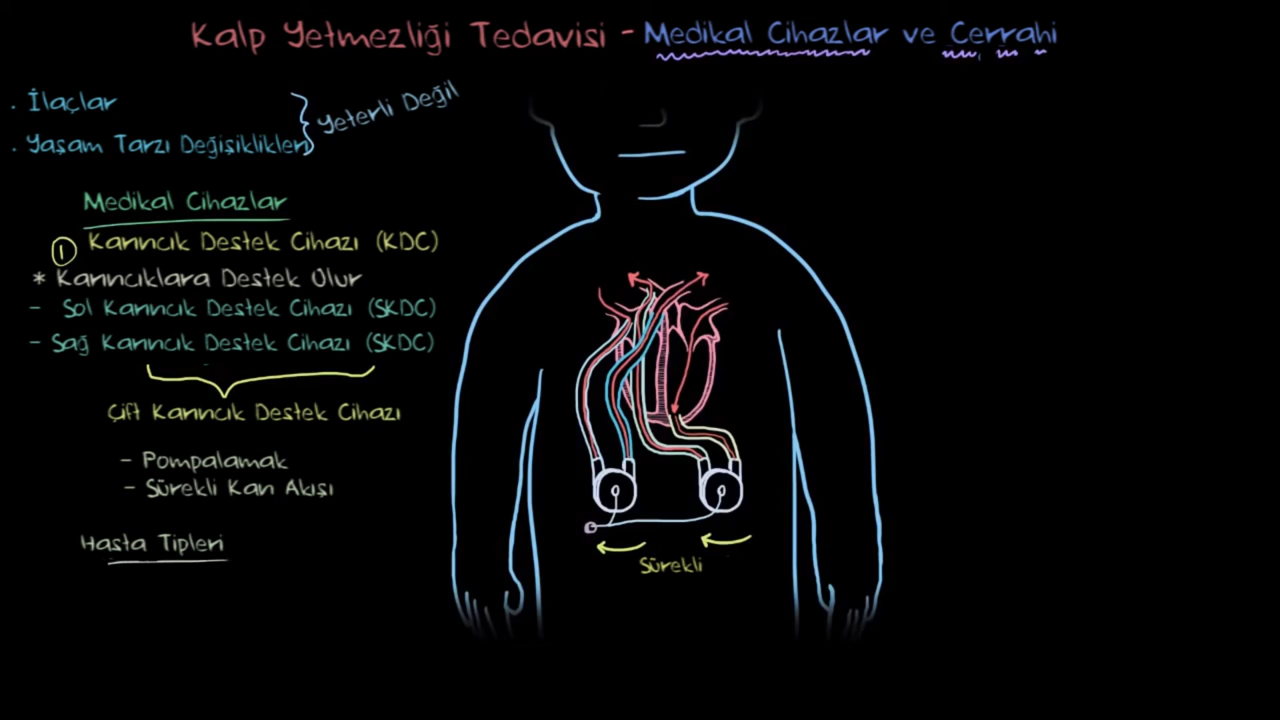 Kalp Yetmezliği Tedavisi - Medikal Cihazlar ve Cerrahi
. İlaçlar
. Yaşam Tarzı Değişiklikleri
Yeterli Değil
Medikal Cihazlar
1 Karıncık Destek Cihazı (KDC)
* Karıncıklara Destek Olur
- Sol Karıncık Destek Cihazı (SKDC)
- Sağ Karıncık Destek Cihazı (SKDC)
Çift Karıncık Destek Cihazı
- Pompalamak
- Sürekli Kan Akışı
Hasta Tipleri
Sürekli